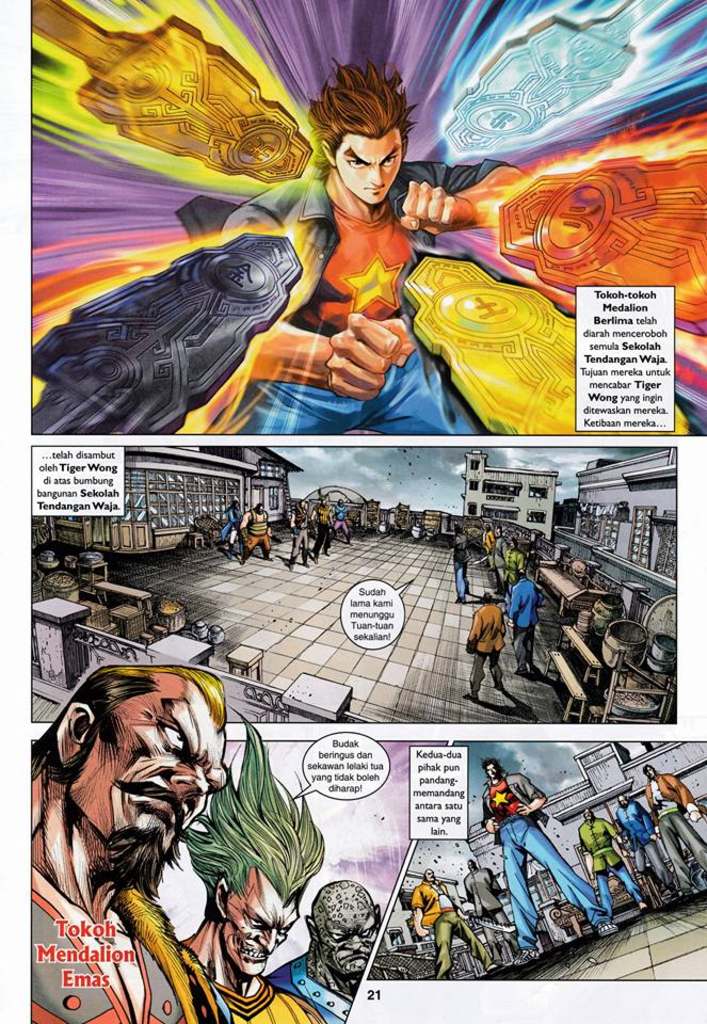 Tokoh-tokoh
Medalion
Berlima telah
diarah menceroboh
semula Sekolah
Tendangan Waja.
Tujuan mereka untuk
mencabar Tiger
Wong yang ingin
ditewaskan mereka.
Ketibaan mereka...
...telah disambut
oleh Tiger Wong
di atas bumbung
bangunan Sekolah
Tendangan Waja.
Sudah
lama kami
menunggu
Tuan-tuan
sekalian!
Budak
beringus dan
sekawan lelaki tua
yang tidak boleh
diharap!
Tokoh
Mendalion
Emas
Kedua-dua
pihak pun
pandang-
memandang
antara satu
sama yang
lain.
21